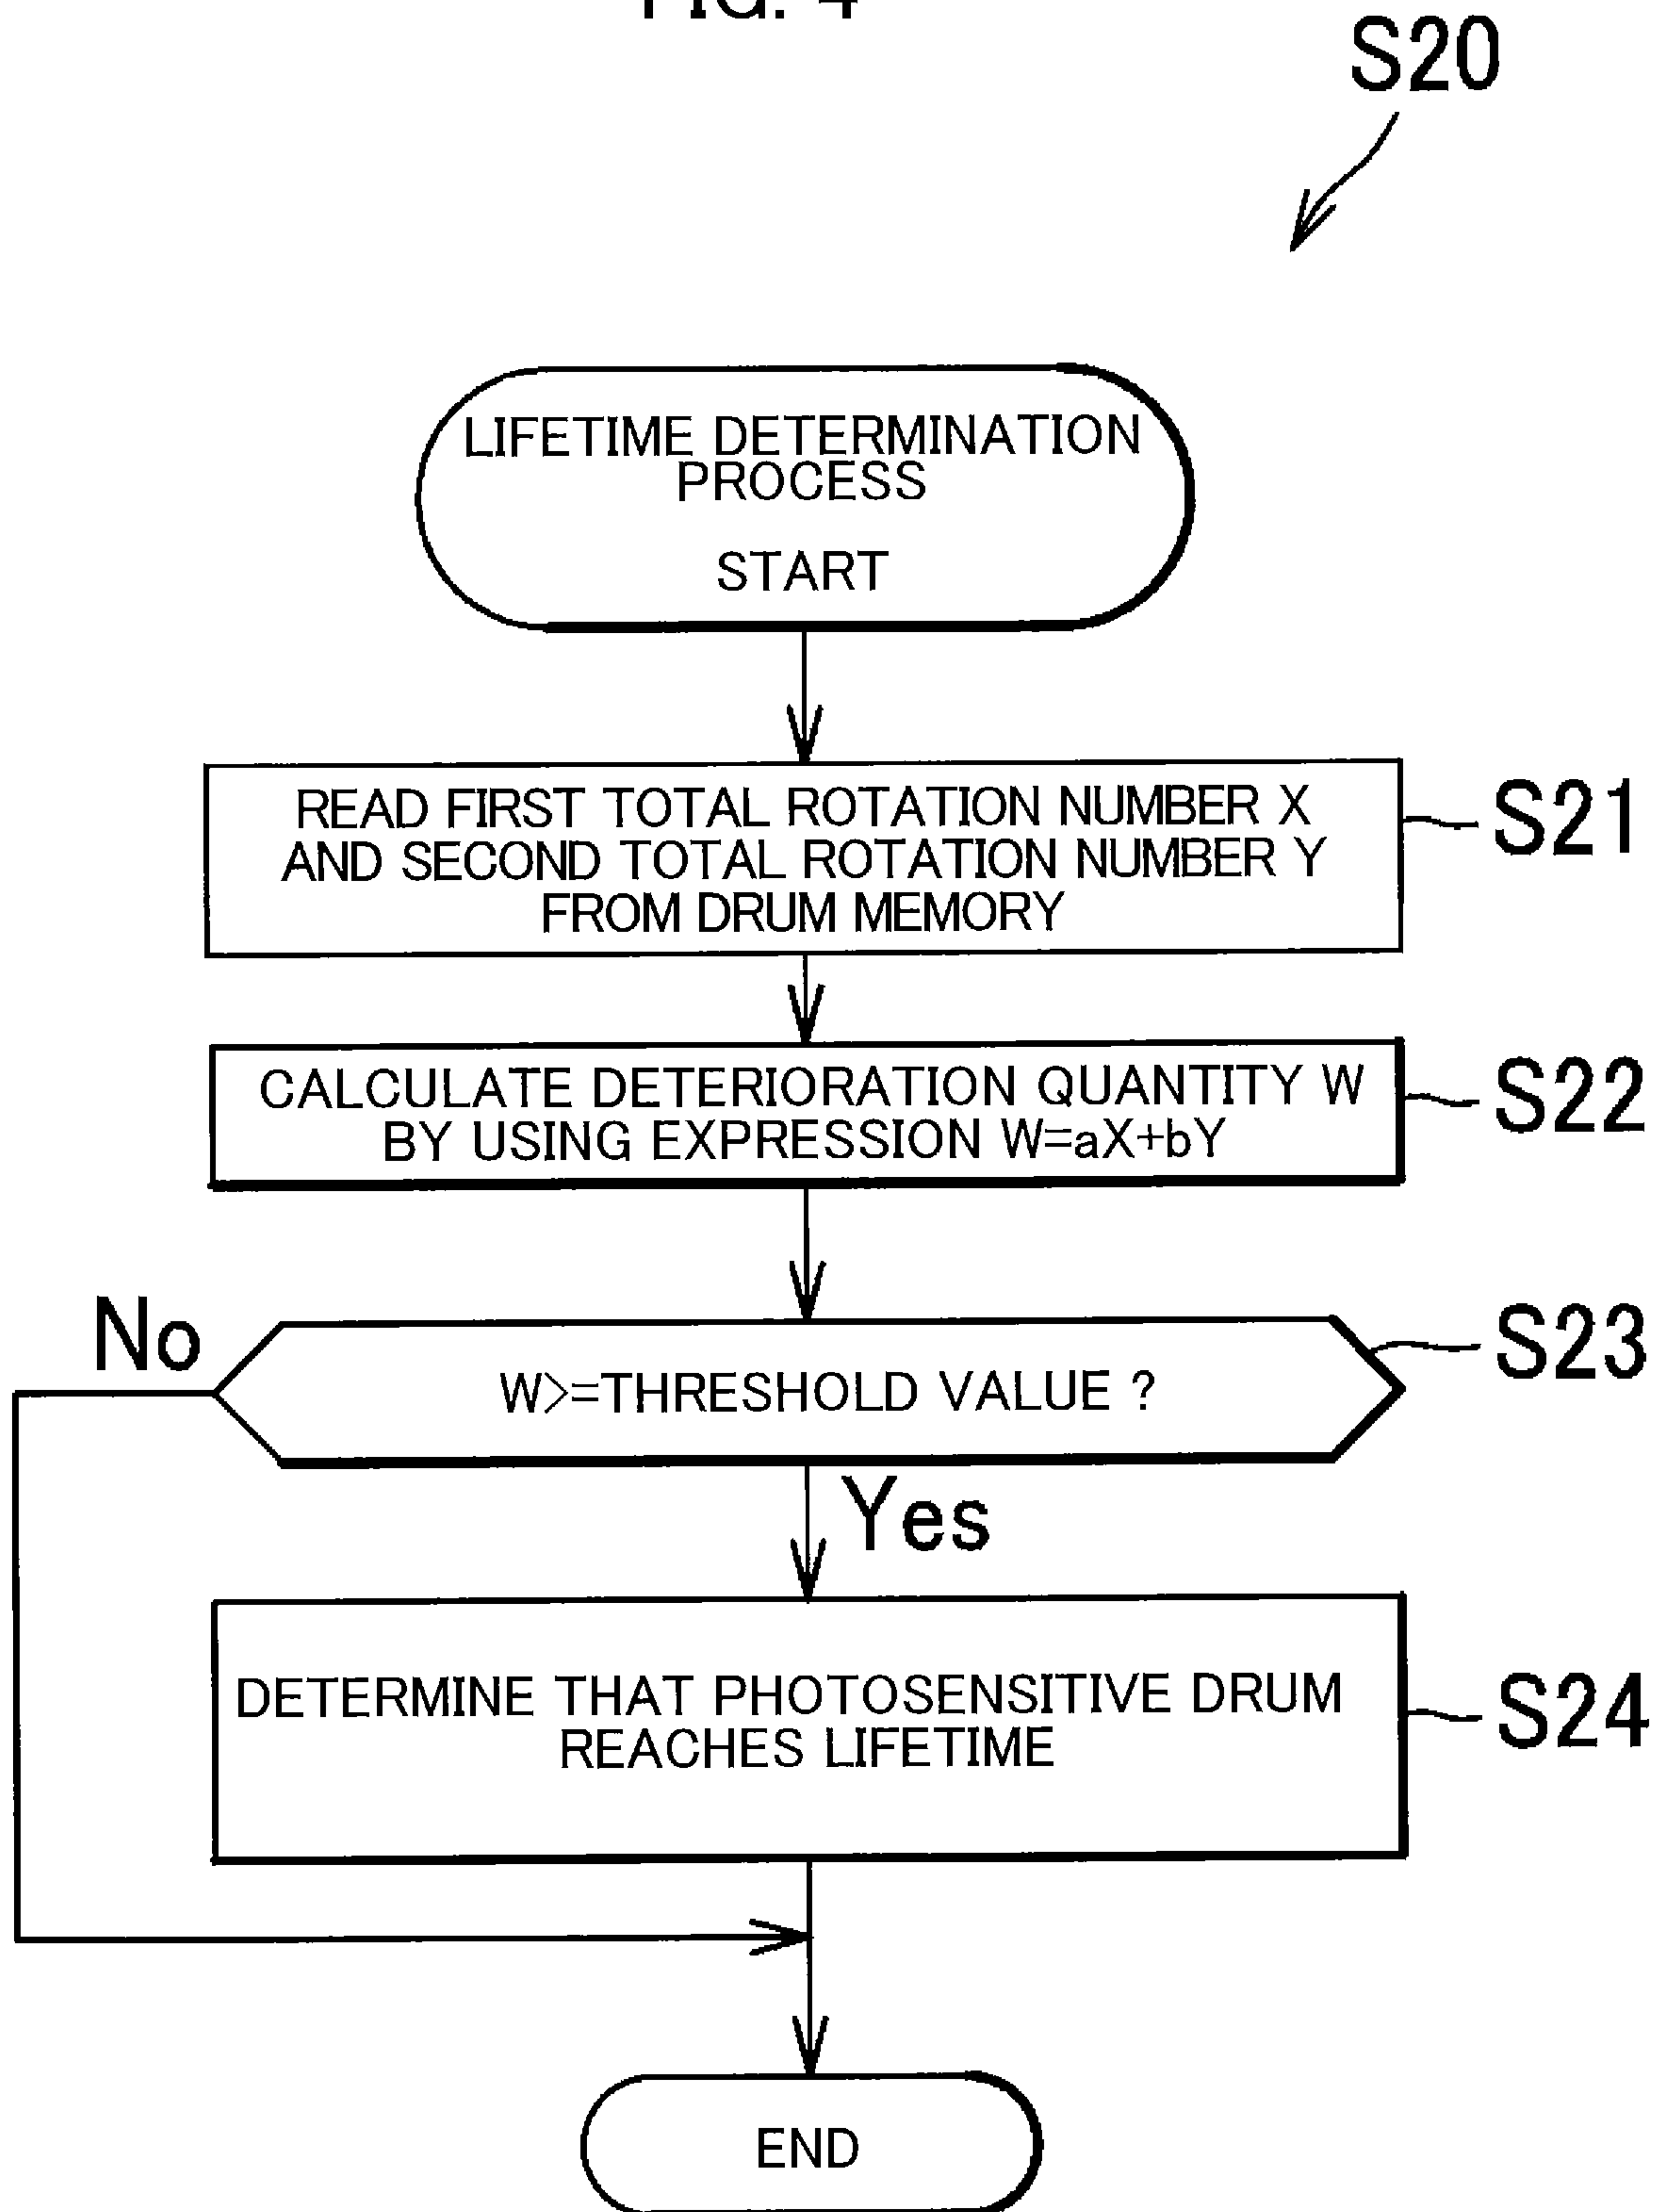 FIG. 4
S20
LIFETIME DETERMINATION
PROCESS
START
READ FIRST TOTAL ROTATION NUMBER X
AND SECOND TOTAL ROTATION NUMBER Y
FROM DRUM MEMORY
S21
CALCULATE DETERIORATION QUANTITY W
BY USING EXPRESSION W=aX+bY
S22
No
W>=THRESHOLD VALUE ?
S23
Yes
DETERMINE THAT PHOTOSENSITIVE DRUM
REACHES LIFETIME
S24
END